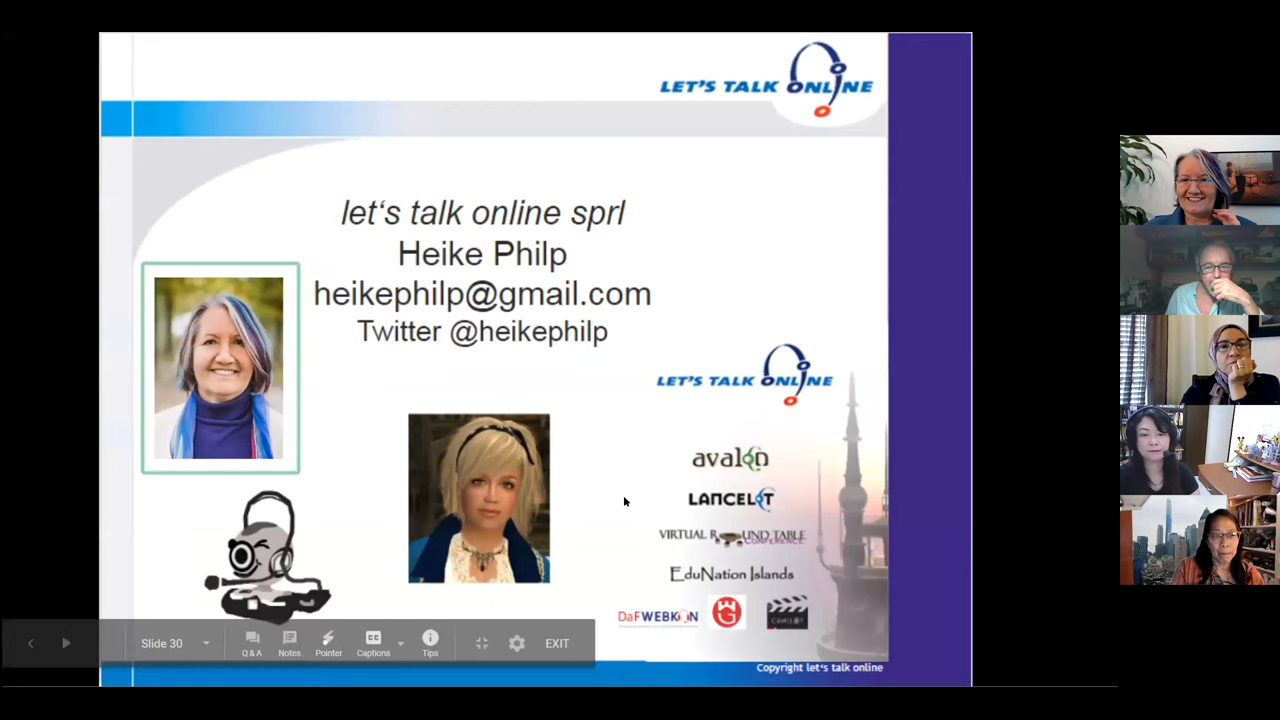 LET'S TALK ONLINE
let's talk online sprl
Heike Philp
heikephilp@gmail.com
Twitter @heikephilp
LET'S TALK ONLINE
avalon
LANCELOT
VIRTUAL ROUND TABLE
CONFERENCE
EduNation Islands
DaFWEBKON
Slide 30
Q & A
Notes
Pointer
Captions
Tips
EXIT
Copyright let's talk online